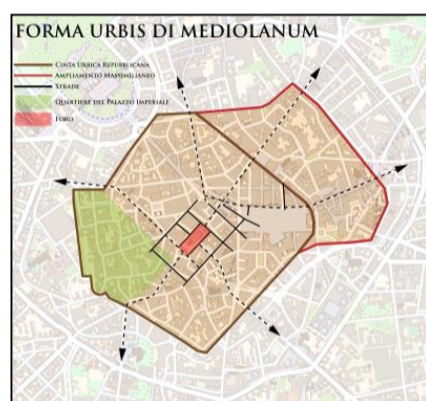 FORMA URBIS DI MEDIOLANUM
CINTA URBICA REPUBBLICANA
AMPLIAMENTO MASSIMIANEO
STRADE
QUARTIERE DEL PALAZZO IMPERIALE
FORO